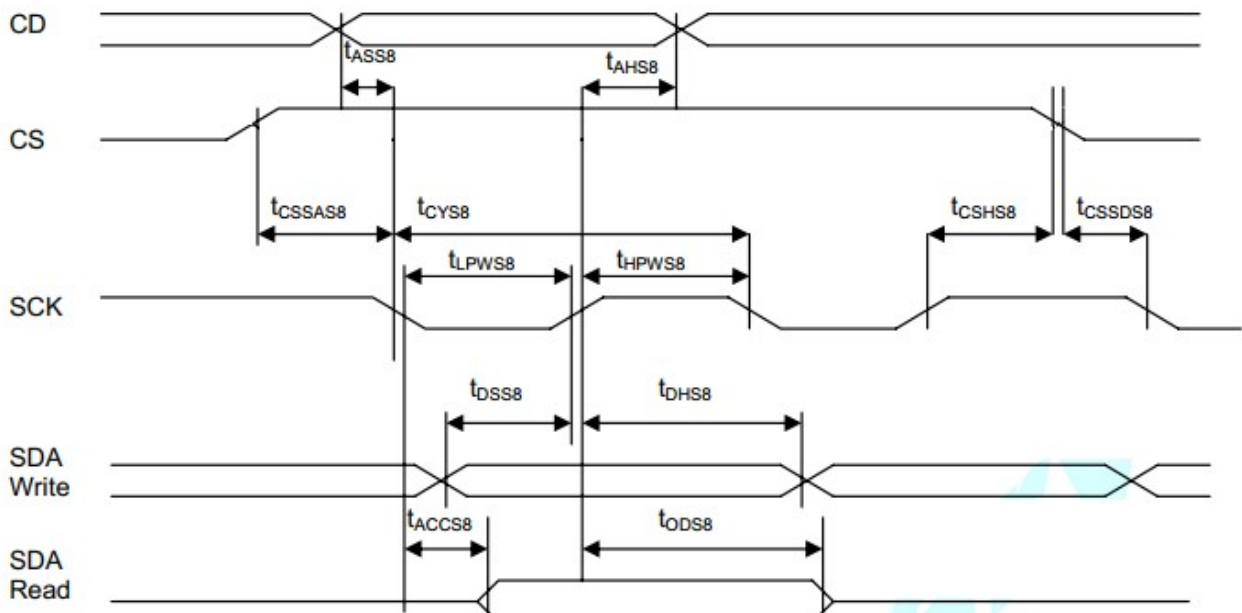 CD
tASS8 tAHS8
CS
tCSSAS8 tCYS8 tCSHS8 tCSSDS8
tLPWS8 tHPWS8
SCK
tDSS8 tDHS8
SDA
Write
tACCS8 tODS8
SDA
Read